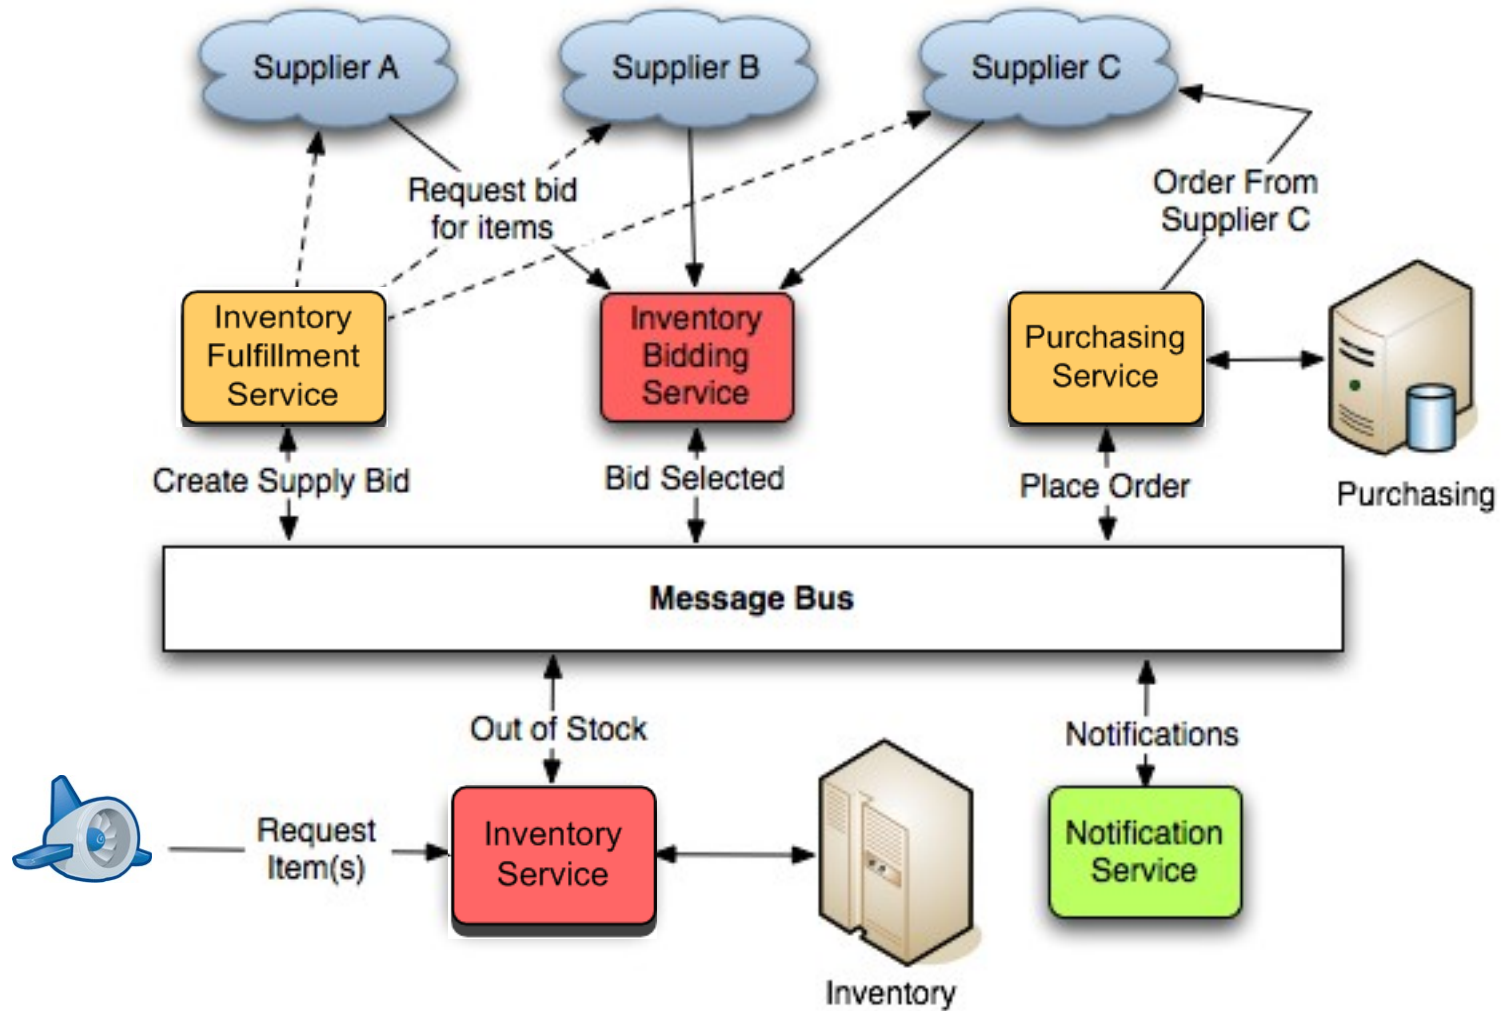 Supplier A
Supplier B
Supplier C
Request bid
for items
Order From
Supplier C
Inventory
Fulfillment
Service
Inventory
Bidding
Service
Purchasing
Service
Purchasing
Create Supply Bid
Bid Selected
Place Order
Message Bus
Out of Stock
Notifications
Request
Item(s)
Inventory
Service
Notification
Service
Inventory